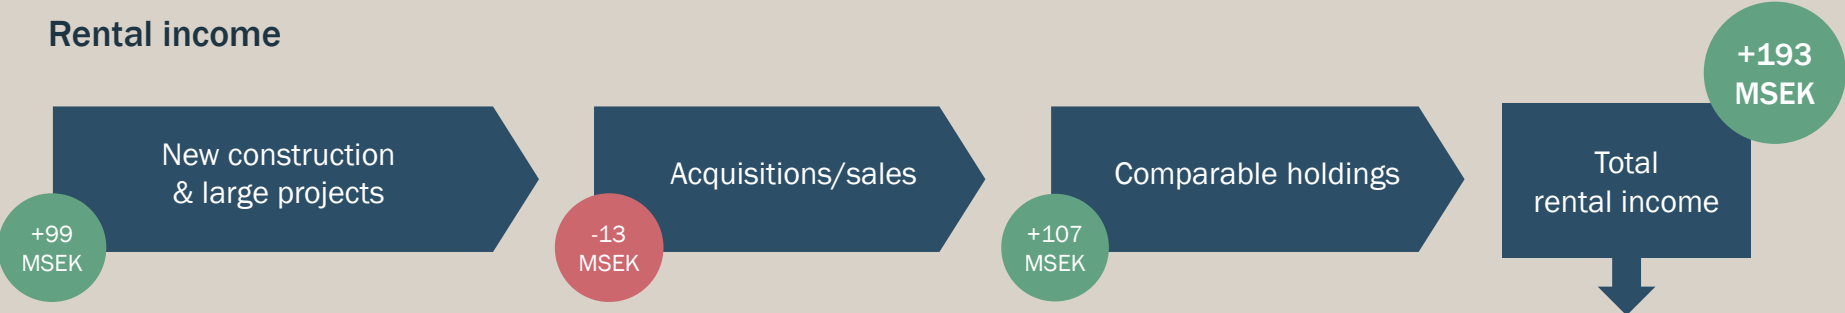 Rental income
+193
MSEK
New construction
& large projects
+99
MSEK
Acquisitions/sales
-13
MSEK
Comparable holdings
+107
MSEK
Total
rental income